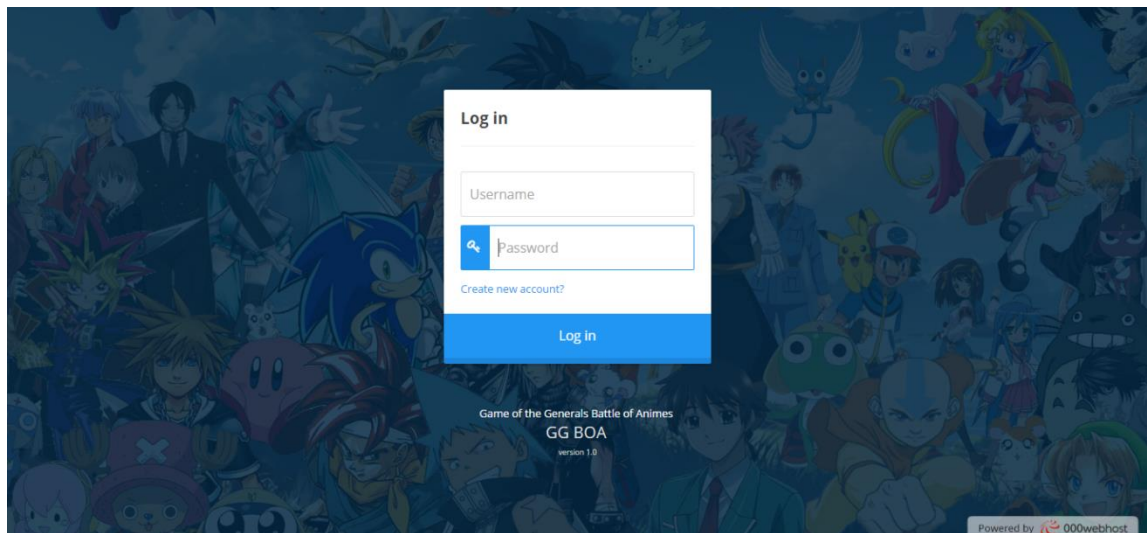 Log in
Username
Password
Create new account?
Log in
Game of the Generals Battle of Animes
GG BOA
version 1.0
Powered by 000webhost